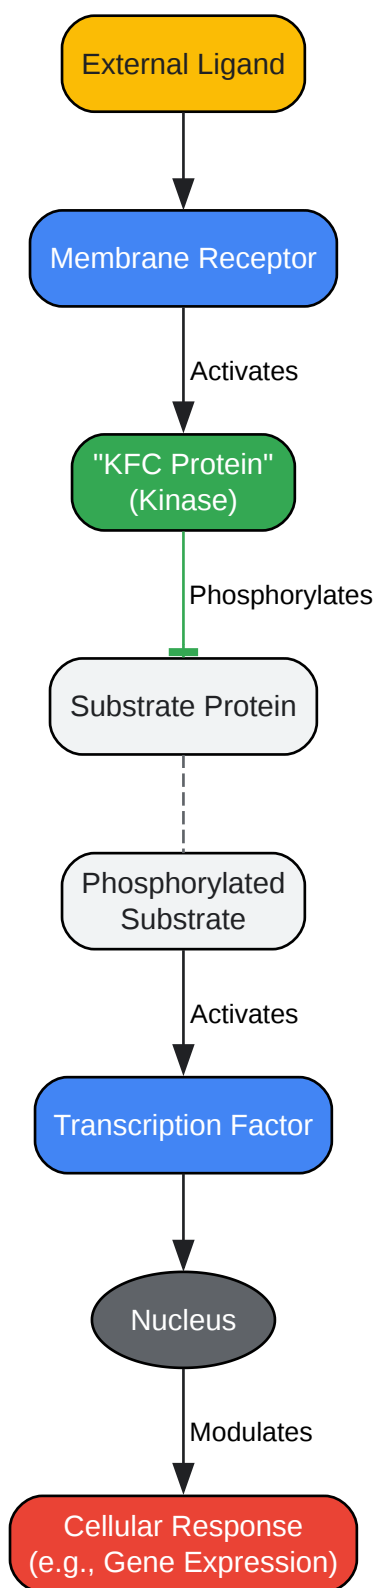 External Ligand
Membrane Receptor
Activates
"KFC Protein"
(Kinase)
Phosphorylates
Substrate Protein
Phosphorylated
Substrate
Activates
Transcription Factor
Nucleus
Modulates
Cellular Response
(e.g., Gene Expression)